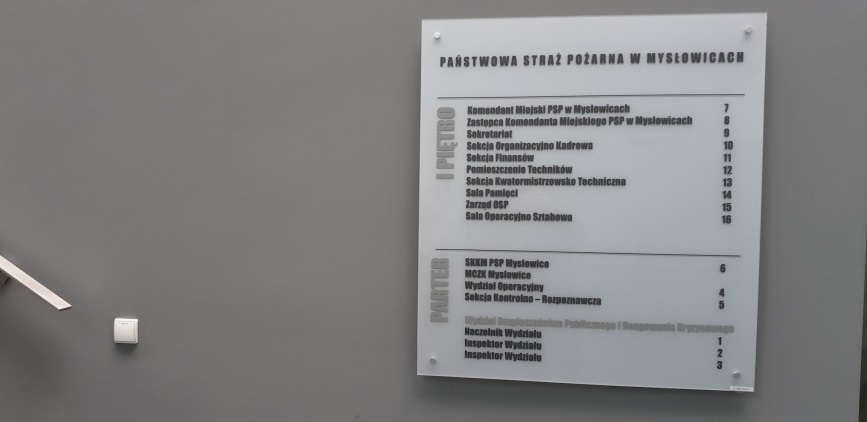 PAŃSTWOWA STRAŻ POŻARNA W MYSŁOWICACH
I PIĘTRO
Komendant Miejski PSP w Mysłowicach 7
Zastępca Komendanta Miejskiego PSP w Mysłowicach 8
Sekretariat 9
Sekcja Organizacyjno Kadrowa 10
Sekcja Finansów 11
Pomieszczenie Techników 12
Sekcja Kwatermistrzowsko Techniczna 13
Sala Pamięci 14
Zarząd OSP 15
Sala Operacyjno Sztabowa 16
PARTER
SKKM PSP Mysłowice 6
MCZK Mysłowice
Wydział Operacyjny 4
Sekcja Kontrolno – Rozpoznawcza 5
Wydział Bezpieczeństwa Publicznego i Reagowania Kryzysowego
Naczelnik Wydziału 1
Inspektor Wydziału 2
Inspektor Wydziału 3